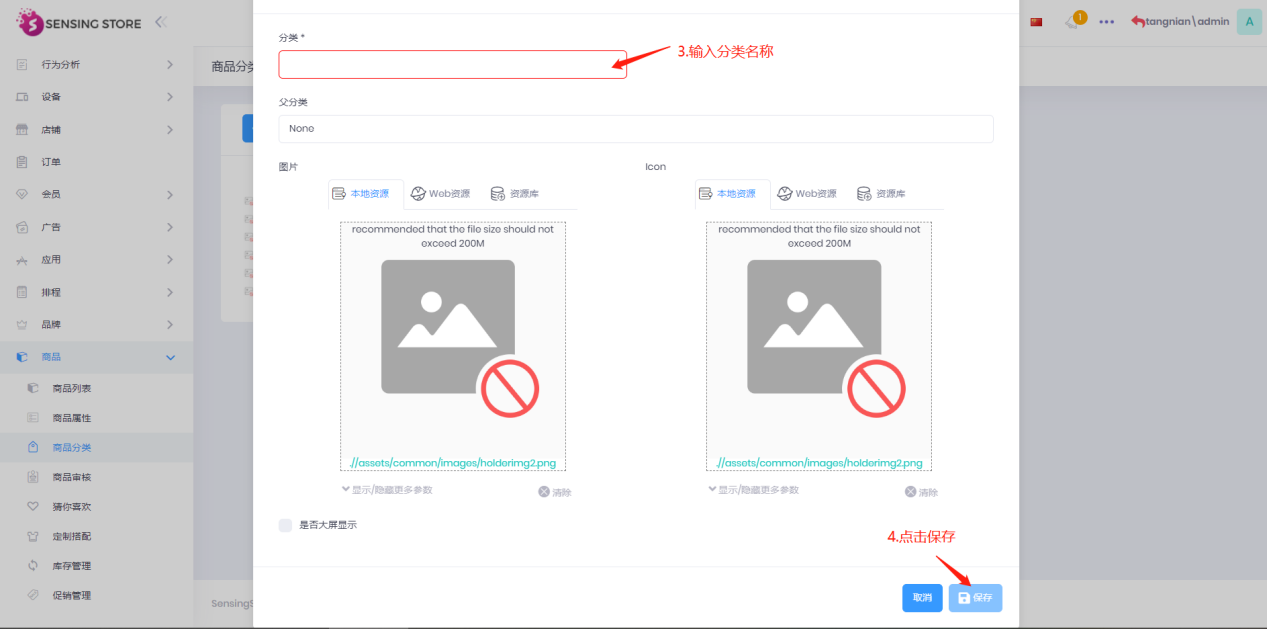 SENSING STORE
1
tangnian\admin
A
行为分析
设备
店铺
订单
会员
广告
应用
排程
品牌
商品
商品列表
商品属性
商品分类
商品审核
猜你喜欢
定制搭配
库存管理
促销管理
商品分
分类 *
3.输入分类名称
父分类
None
图片
本地资源
Web资源
资源库
recommended that the file size should not
exceed 200M
.//assets/common/images/holderimg2.png
显示/隐藏更多参数
清除
Icon
本地资源
Web资源
资源库
recommended that the file size should not
exceed 200M
.//assets/common/images/holderimg2.png
显示/隐藏更多参数
清除
是否大屏显示
4.点击保存
取消
保存
Sensing